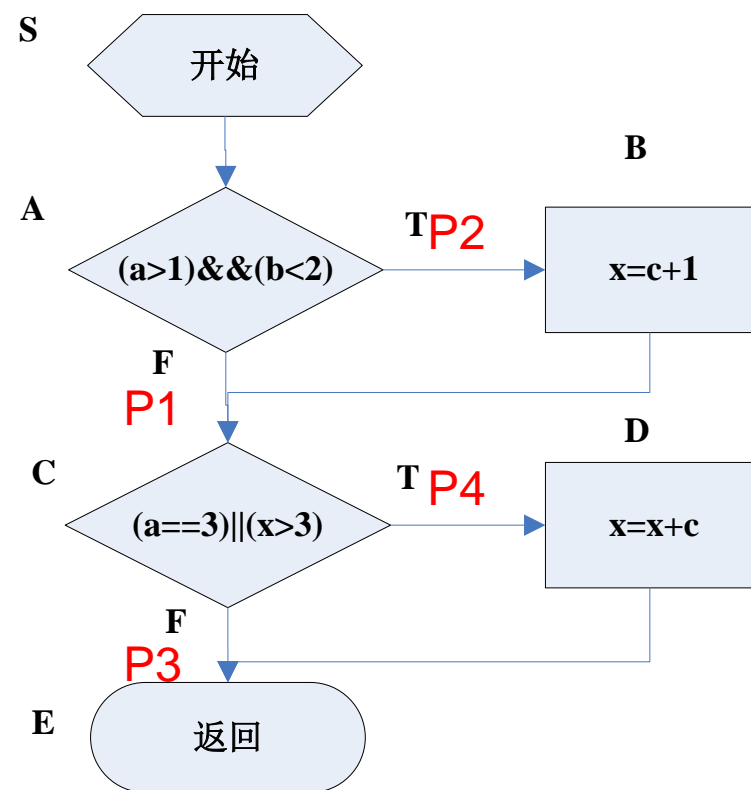 S
开始
B
A
T
P2
(a>1)&&(b<2)
x=c+1
F
P1
D
C
T
P4
(a==3)||(x>3)
x=x+c
F
P3
E
返回